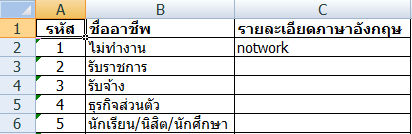 A B C
1 รหัส ชื่ออาชีพ รายละเอียดภาษาอังกฤษ
2 1 ไม่ทำงาน notwork
3 2 รับราชการ
4 3 รับจ้าง
5 4 ธุรกิจส่วนตัว
6 5 นักเรียน/นิสิต/นักศึกษา